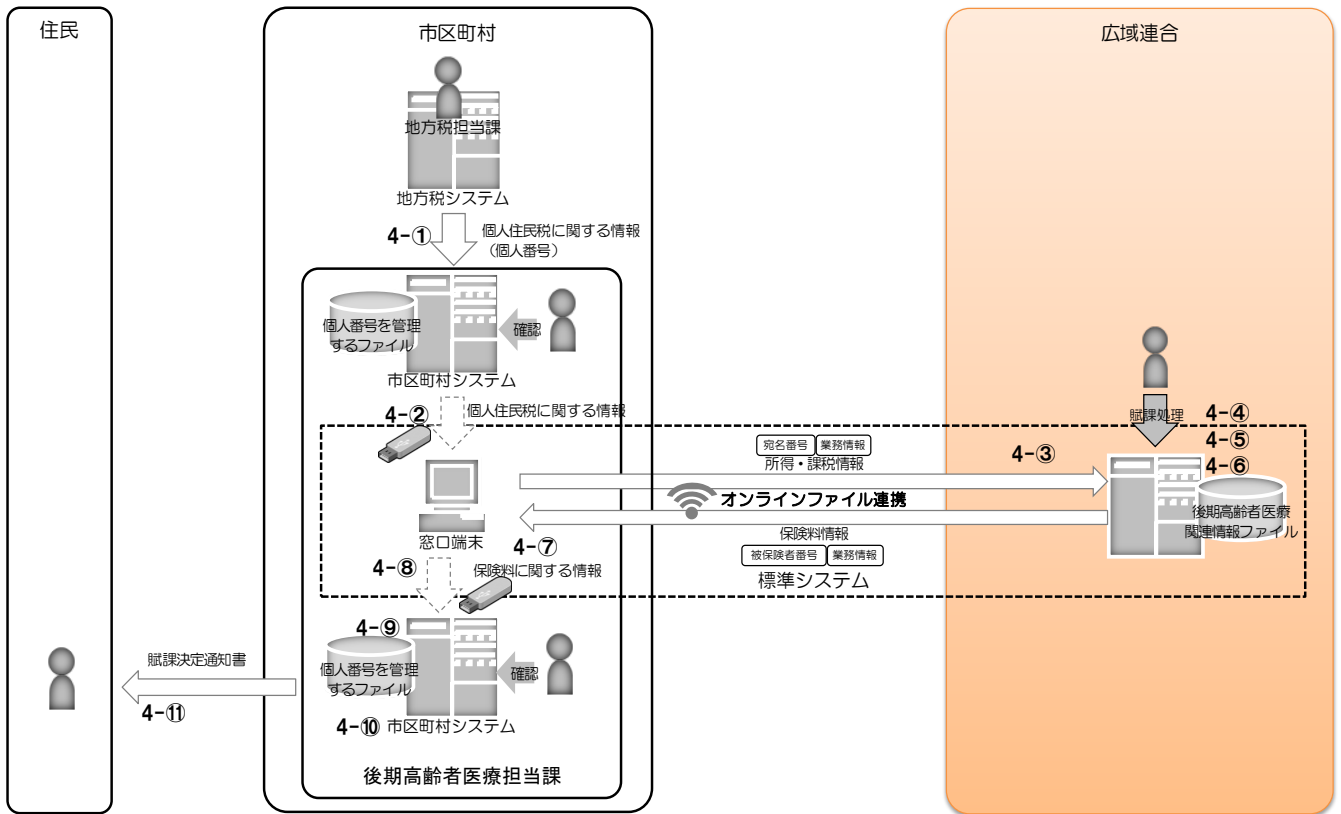 住民
市区町村
広域連合
地方税担当課
地方税システム
4-①
個人住民税に関する情報
（個人番号）
個人番号を管理
するファイル
確認
市区町村システム
4-②
個人住民税に関する情報
宛名番号 業務情報
所得・課税情報
4-③
賦課処理
4-④
4-⑤
4-⑥
オンラインファイル連携
後期高齢者医療
関連情報ファイル
窓口端末
4-⑦
保険料情報
被保険者番号 業務情報
標準システム
4-⑧
保険料に関する情報
4-⑨
個人番号を管理
するファイル
確認
4-⑩ 市区町村システム
賦課決定通知書
4-⑪
後期高齢者医療担当課